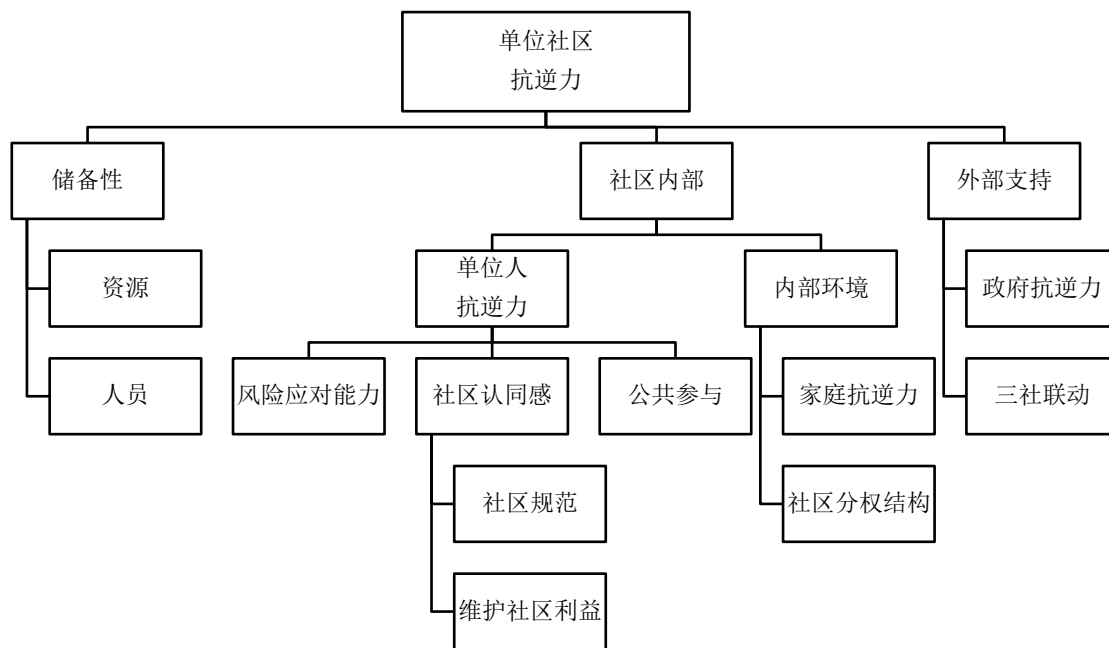 单位社区
抗逆力
储备性
社区内部
外部支持
资源
单位人
抗逆力
内部环境
政府抗逆力
人员
风险应对能力
社区认同感
公共参与
家庭抗逆力
三社联动
社区规范
社区分权结构
维护社区利益